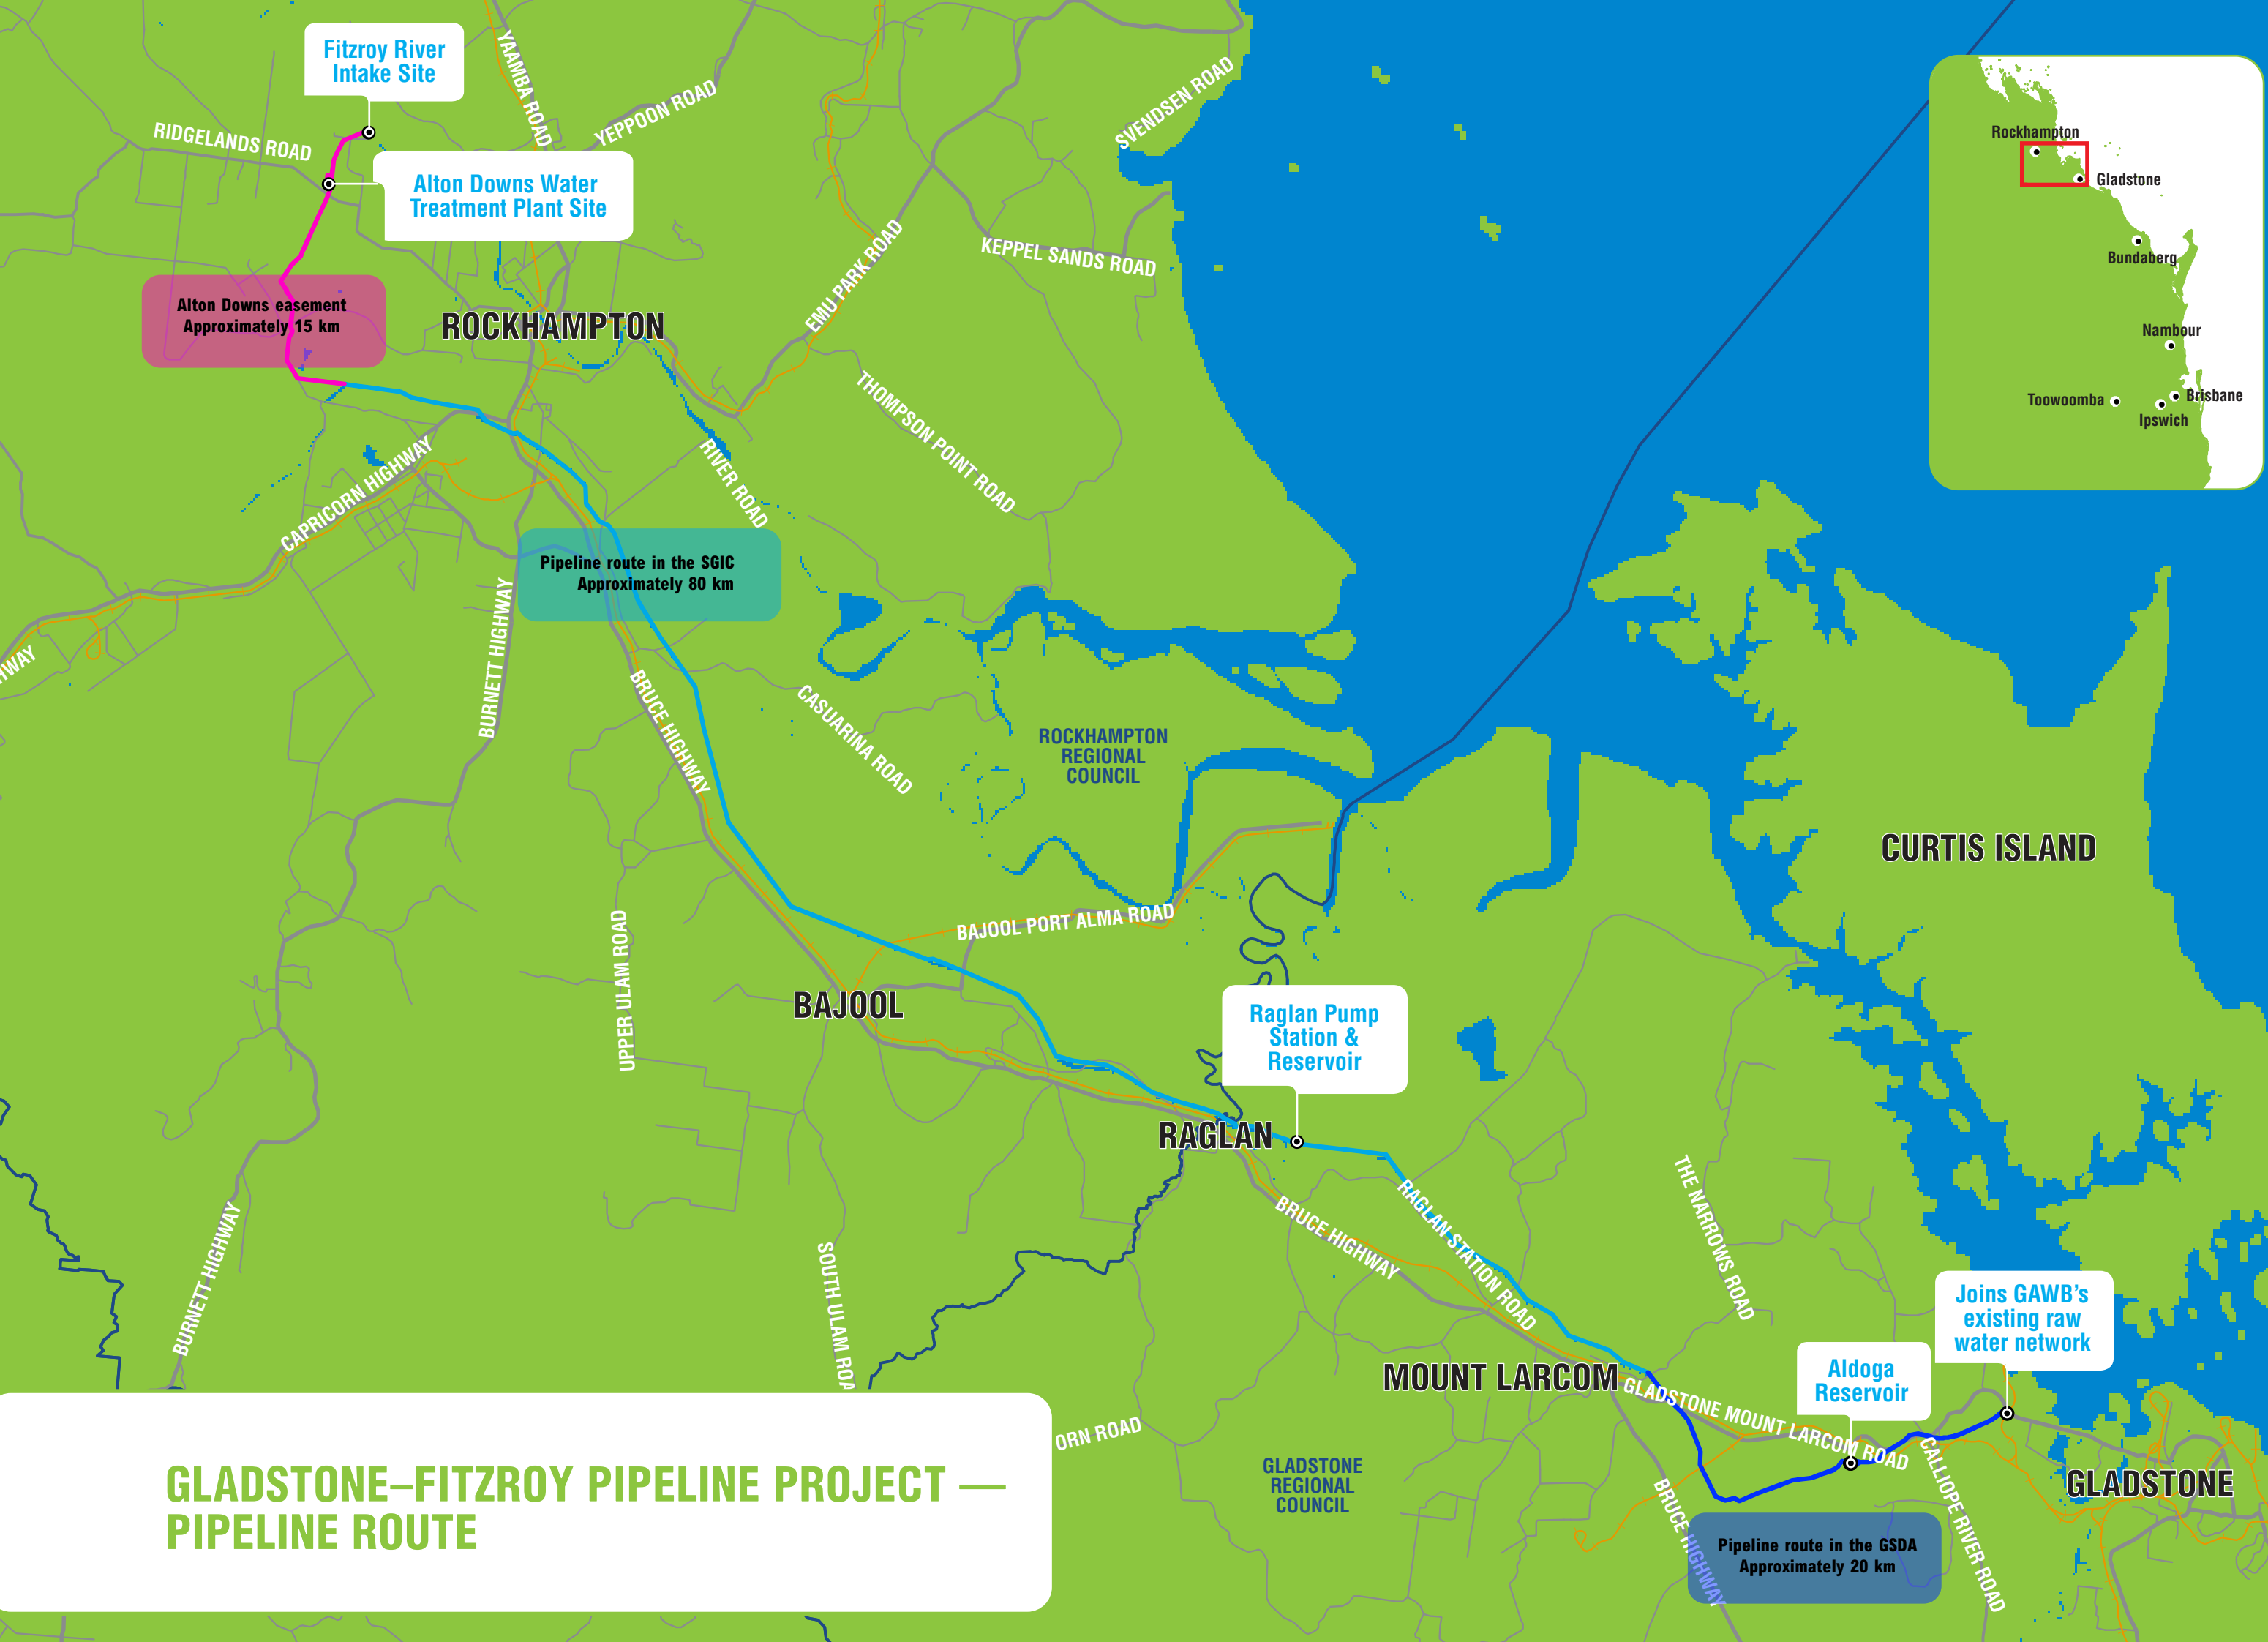 Fitzroy River
Intake Site
YAAMBA ROAD
YEPPOON ROAD
SVENDSEN ROAD
RIDGELANDS ROAD
Alton Downs Water
Treatment Plant Site
EMU PARK ROAD
KEPPEL SANDS ROAD
Alton Downs easement
Approximately 15 km
ROCKHAMPTON
THOMPSON POINT ROAD
RIVER ROAD
CAPRICORN HIGHWAY
Rockhampton
Gladstone
Bundaberg
Nambour
Toowoomba
Brisbane
Ipswich
Pipeline route in the SGIC
Approximately 80 km
HWAY
BURNETT HIGHWAY
BRUCE HIGHWAY
CASUARINA ROAD
ROCKHAMPTON
REGIONAL
COUNCIL
CURTIS ISLAND
BAJOOL PORT ALMA ROAD
UPPER ULAM ROAD
BAJOOL
Raglan Pump
Station &
Reservoir
RAGLAN
RAGLAN STATION ROAD
BRUCE HIGHWAY
THE NARROWS ROAD
BURNETT HIGHWAY
SOUTH ULAM ROA
Joins GAWB's
existing raw
water network
Aldoga
Reservoir
MOUNT LARCOM
GLADSTONE MOUNT LARCOM ROAD
ORN ROAD
GLADSTONE
REGIONAL
COUNCIL
CALLIOPE RIVER ROAD
GLADSTONE
BRUCE HIGHWAY
Pipeline route in the GSDA
Approximately 20 km
GLADSTONE–FITZROY PIPELINE PROJECT —
PIPELINE ROUTE